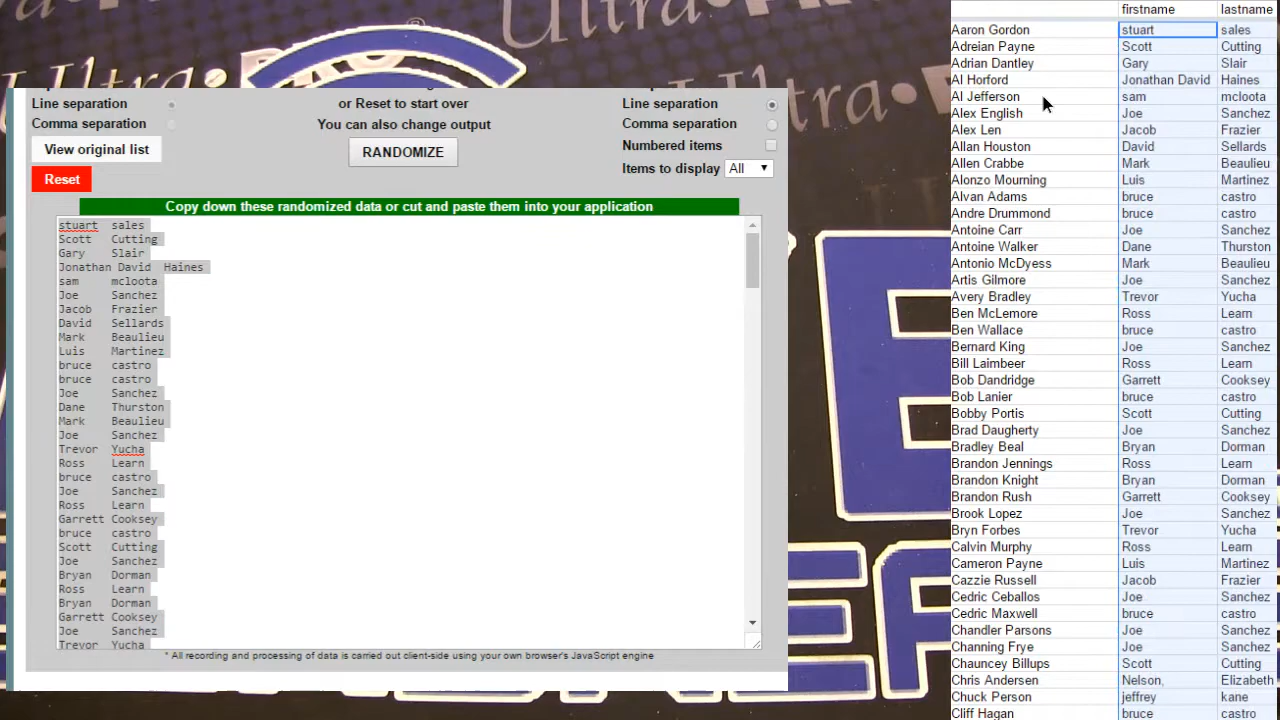 Line separation
Comma separation
View original list
Reset
or Reset to start over
You can also change output
RANDOMIZE
Line separation
Comma separation
Numbered items
Items to display All
Copy down these randomized data or cut and paste them into your application
stuart sales
Scott Cutting
Gary Slair
Jonathan David Haines
sam mcloota
Joe Sanchez
Jacob Frazier
David Sellards
Mark Beaulieu
Luis Martinez
bruce castro
bruce castro
Joe Sanchez
Dane Thurston
Mark Beaulieu
Joe Sanchez
Trevor Yucha
Ross Learn
bruce castro
Joe Sanchez
Ross Learn
Garrett Cooksey
bruce castro
Scott Cutting
Joe Sanchez
Bryan Dorman
Ross Learn
Bryan Dorman
Garrett Cooksey
Joe Sanchez
Trevor Yucha
* All recording and processing of data is carried out client-side using your own browser's JavaScript engine
firstname lastname
Aaron Gordon stuart sales
Adreian Payne Scott Cutting
Adrian Dantley Gary Slair
Al Horford Jonathan David Haines
Al Jefferson sam mcloota
Alex English Joe Sanchez
Alex Len Jacob Frazier
Allan Houston David Sellards
Allen Crabbe Mark Beaulieu
Alonzo Mourning Luis Martinez
Alvan Adams bruce castro
Andre Drummond bruce castro
Antoine Carr Joe Sanchez
Antoine Walker Dane Thurston
Antonio McDyess Mark Beaulieu
Artis Gilmore Joe Sanchez
Avery Bradley Trevor Yucha
Ben McLemore Ross Learn
Ben Wallace bruce castro
Bernard King Joe Sanchez
Bill Laimbeer Ross Learn
Bob Dandridge Garrett Cooksey
Bob Lanier bruce castro
Bobby Portis Scott Cutting
Brad Daugherty Joe Sanchez
Bradley Beal Bryan Dorman
Brandon Jennings Ross Learn
Brandon Knight Bryan Dorman
Brandon Rush Garrett Cooksey
Brook Lopez Joe Sanchez
Bryn Forbes Trevor Yucha
Calvin Murphy Ross Learn
Cameron Payne Luis Martinez
Cazzie Russell Jacob Frazier
Cedric Ceballos Joe Sanchez
Cedric Maxwell bruce castro
Chandler Parsons Joe Sanchez
Channing Frye Joe Sanchez
Chauncey Billups Scott Cutting
Chris Andersen Nelson, Elizabeth
Chuck Person jeffrey kane
Cliff Hagan bruce castro
Ultra